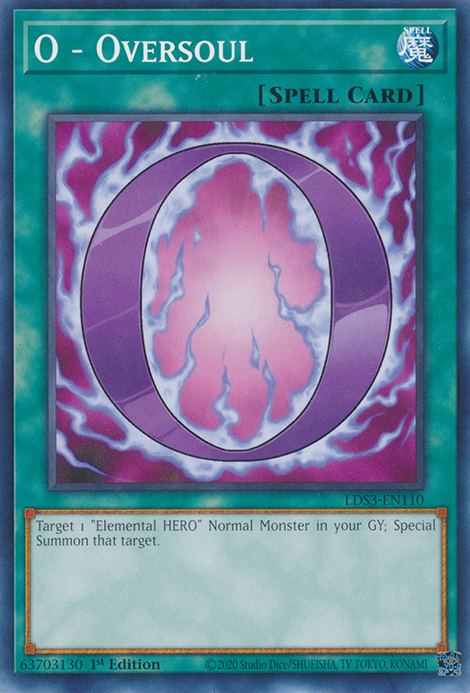 O - Oversoul
SPELL
魔
[Spell Card]
O
LDS3-EN110
Target 1 "Elemental HERO" Normal Monster in your GY; Special
Summon that target.
63703130 1st Edition ©2020 Studio Dice/SHUEISHA, TV TOKYO, KONAMI